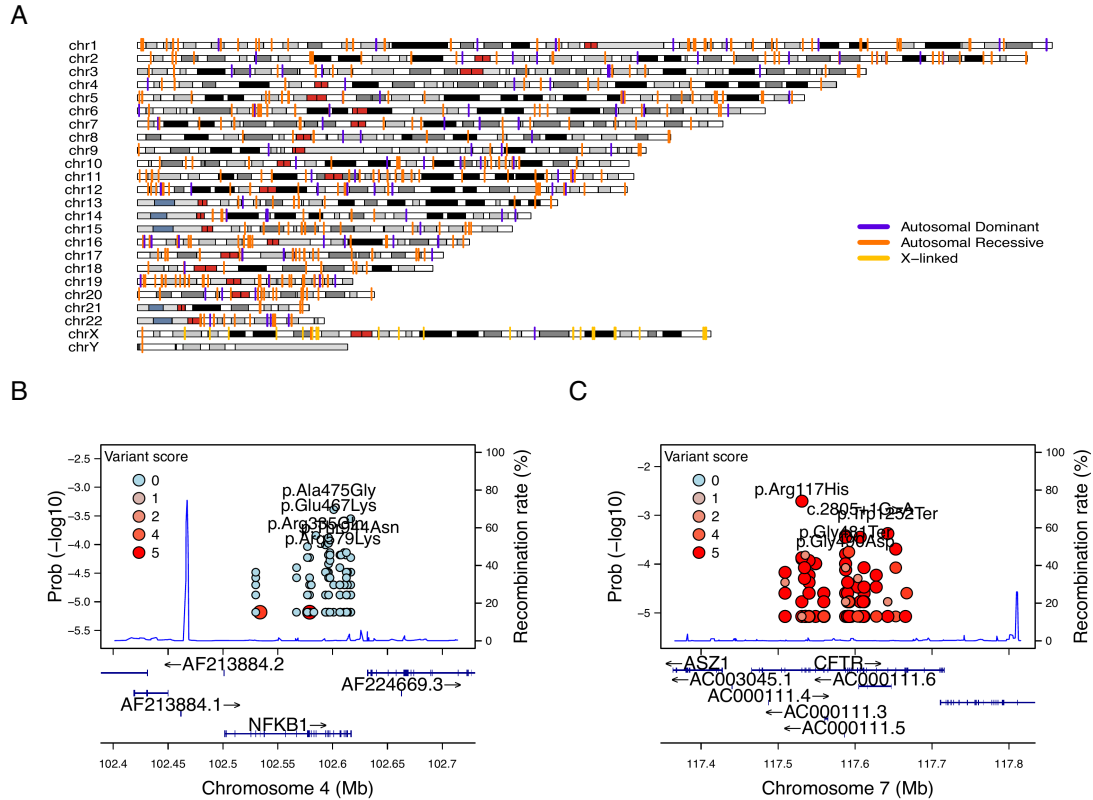 A
chr1
chr2
chr3
chr4
chr5
chr6
chr7
chr8
chr9
chr10
chr11
chr12
chr13
chr14
chr15
chr16
chr17
chr18
chr19
chr20
chr21
chr22
chrX
chrY
Autosomal Dominant
Autosomal Recessive
X−linked
B
Variant score
0
1
2
4
5
p.Ala475Gly
p.Glu467Lys
p.Arg579Lys
Prob (−log10)
−2.5
−3.0
−3.5
−4.0
−4.5
−5.0
−5.5
Recombination rate (%)
100
80
60
40
20
0
←AF213884.2
AF224669.3→
AF213884.1→
NFKB1→
102.4
102.45
102.5
102.55
102.6
102.65
102.7
Chromosome 4 (Mb)
C
Variant score
0
1
2
4
5
p.Arg117His
c.2805−1G>A
p.Trp1252Ter
p.Gly481Ter
Prob (−log10)
−2
−3
−4
−5
Recombination rate (%)
100
80
60
40
20
0
←ASZ1
CFTR→
←AC003045.1
←AC000111.6
AC000111.4→
←AC000111.3
←AC000111.5
117.4
117.5
117.6
117.7
117.8
Chromosome 7 (Mb)